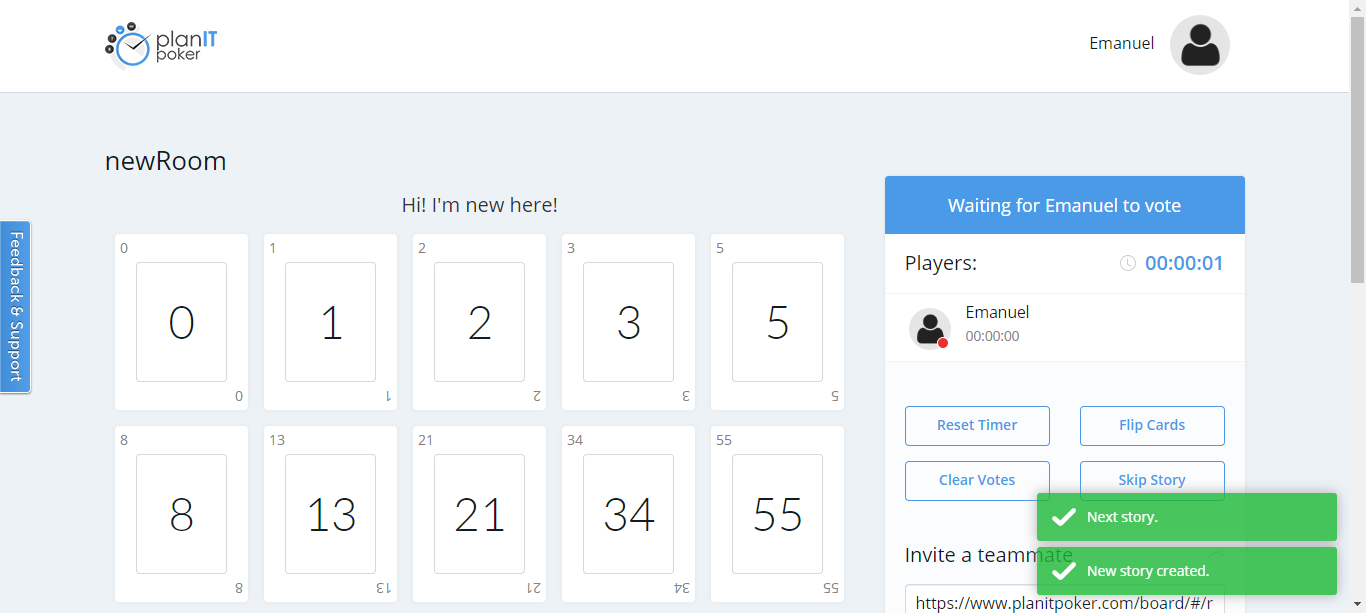 planIT
poker
Emanuel
newRoom
Hi! I'm new here!
Waiting for Emanuel to vote
Players:
00:00:01
Emanuel
00:00:00
Feedback & Support
0
0
0
1
1
1
2
2
2
3
3
3
5
5
5
8
8
8
13
13
13
21
21
21
34
34
34
55
55
55
Reset Timer
Flip Cards
Clear Votes
Skip Story
Next story.
Invite a teammate
New story created.
https://www.planitpoker.com/board/#/r